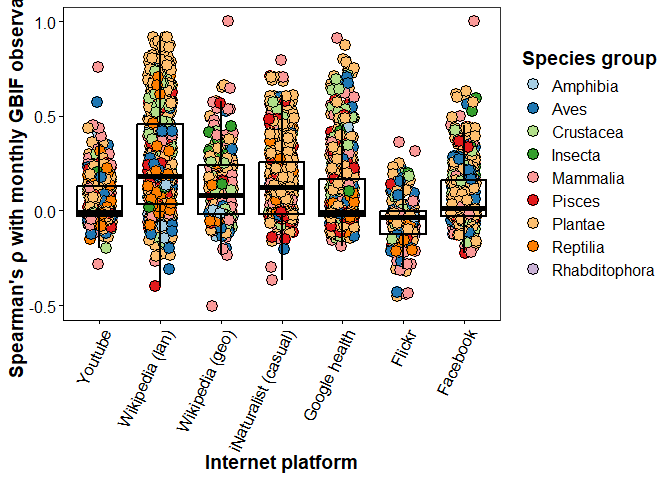 Spearman's ρ with monthly GBIF observa
1.0
0.5
0.0
-0.5
Youtube
Wikipedia (lan)
Wikipedia (geo)
iNaturalist (casual)
Google health
Flickr
Facebook
Internet platform
Species group
Amphibia
Aves
Crustacea
Insecta
Mammalia
Pisces
Plantae
Reptilia
Rhabditophora